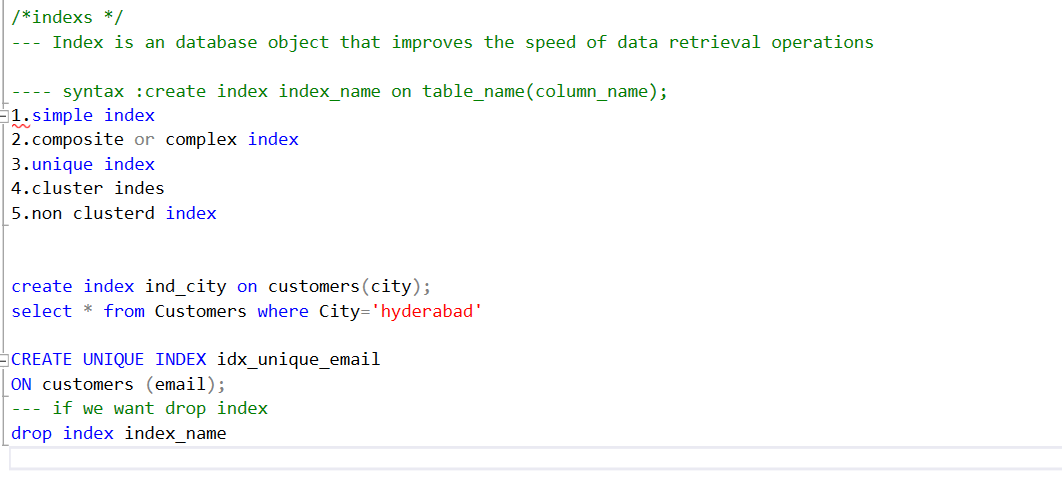 /*indexs */
--- Index is an database object that improves the speed of data retrieval operations
---- syntax :create index index_name on table_name(column_name);
1.simple index
2.composite or complex index
3.unique index
4.cluster indes
5.non clusterd index
create index ind_city on customers(city);
select * from Customers where City='hyderabad'
CREATE UNIQUE INDEX idx_unique_email
ON customers (email);
--- if we want drop index
drop index index_name